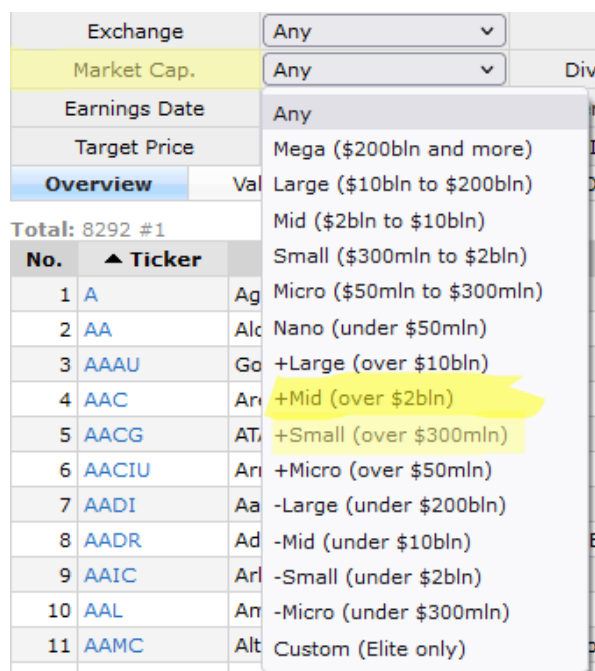 Exchange Any
Market Cap. Any Div
Earnings Date Any
Target Price Mega ($200bln and more)
Overview Val Large ($10bln to $200bln)
Mid ($2bln to $10bln)
Total: 8292 #1
No. ▲ Ticker Small ($300mln to $2bln)
1 A Ag Micro ($50mln to $300mln)
2 AA Alc Nano (under $50mln)
3 AAAU Go +Large (over $10bln)
4 AAC Are +Mid (over $2bln)
5 AACG ATA +Small (over $300mln)
6 AACIU Arr +Micro (over $50mln)
7 AADI Aa -Large (under $200bln)
8 AADR Ad -Mid (under $10bln)
9 AAIC Arl -Small (under $2bln)
10 AAL Am -Micro (under $300mln)
11 AAMC Alt Custom (Elite only)